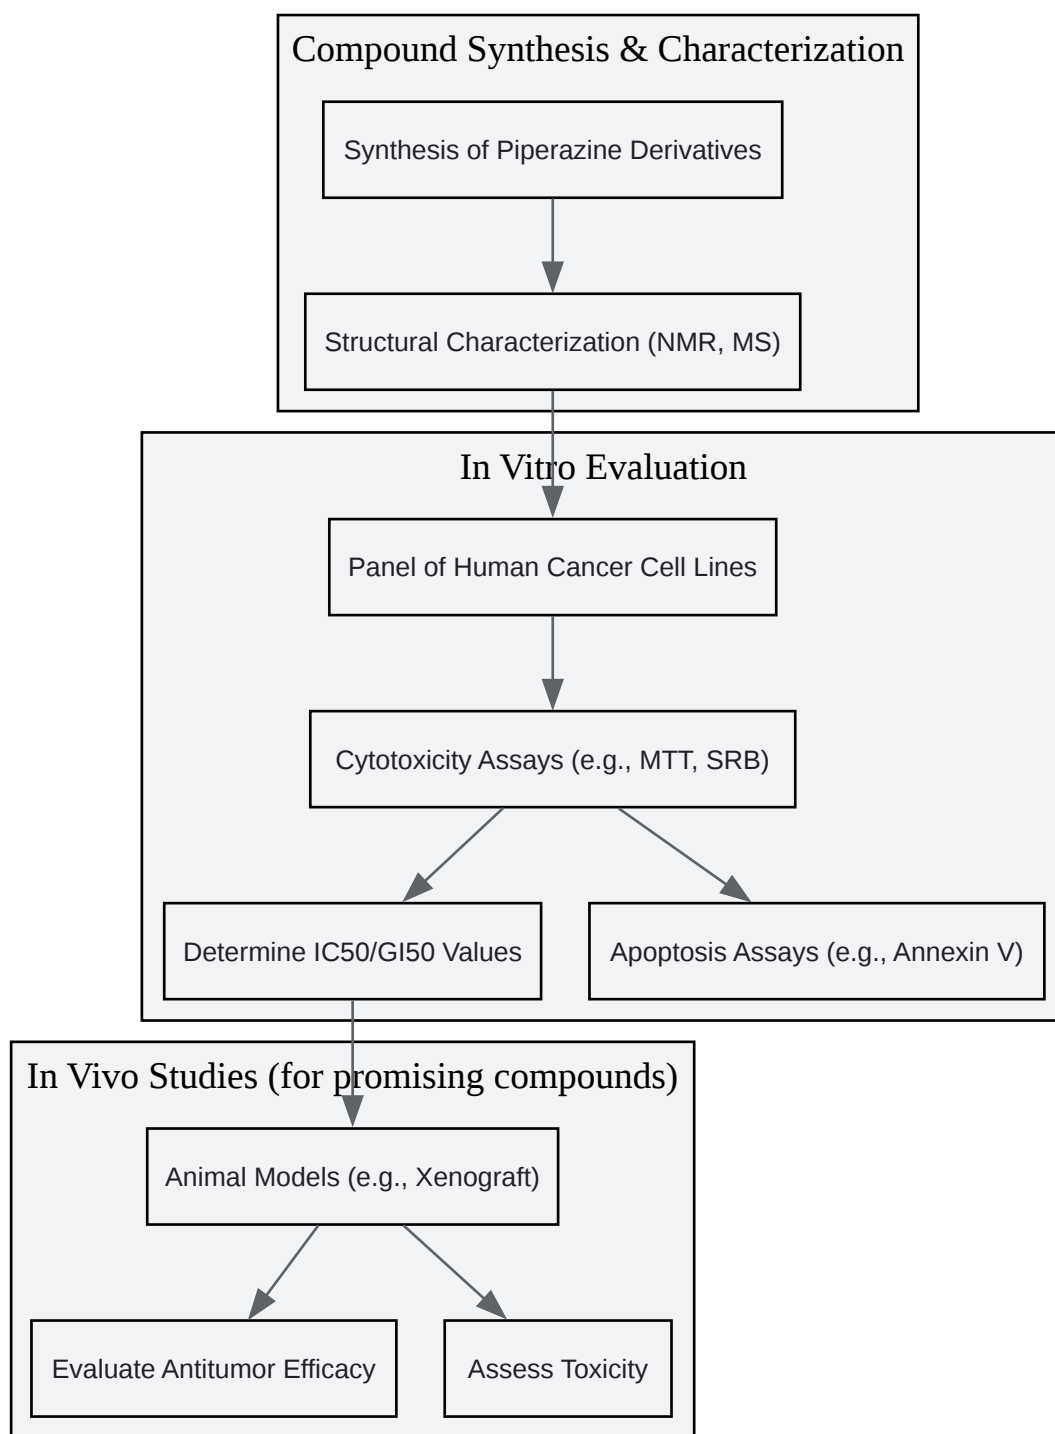 Compound Synthesis & Characterization
Synthesis of Piperazine Derivatives
Structural Characterization (NMR, MS)
In Vitro Evaluation
Panel of Human Cancer Cell Lines
Cytotoxicity Assays (e.g., MTT, SRB)
Determine IC50/GI50 Values
Apoptosis Assays (e.g., Annexin V)
In Vivo Studies (for promising compounds)
Animal Models (e.g., Xenograft)
Evaluate Antitumor Efficacy
Assess Toxicity